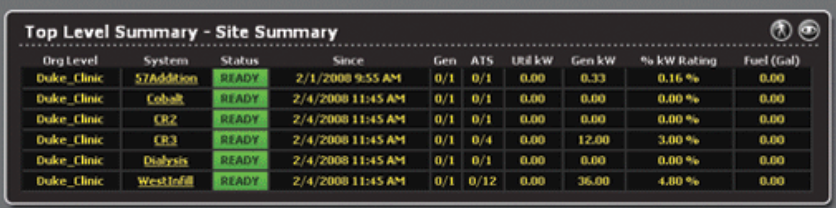 Top Level Summary - Site Summary
Org Level System Status Since Gen ATS Util kW Gen kW % kW Rating Fuel (Gal)
Duke_Clinic 57Addition READY 2/1/2008 9:55 AM 0/1 0/1 0.00 0.33 0.16 % 0.00
Duke_Clinic Cobalt READY 2/4/2008 11:45 AM 0/1 0/1 0.00 0.00 0.00 % 0.00
Duke_Clinic CR2 READY 2/4/2008 11:45 AM 0/1 0/1 0.00 0.00 0.00 % 0.00
Duke_Clinic CR3 READY 2/4/2008 11:45 AM 0/1 0/4 0.00 12.00 3.00 % 0.00
Duke_Clinic Dialysis READY 2/4/2008 11:45 AM 0/1 0/1 0.00 0.00 0.00 % 0.00
Duke_Clinic WestInfill READY 2/4/2008 11:45 AM 0/1 0/12 0.00 36.00 4.80 % 0.00